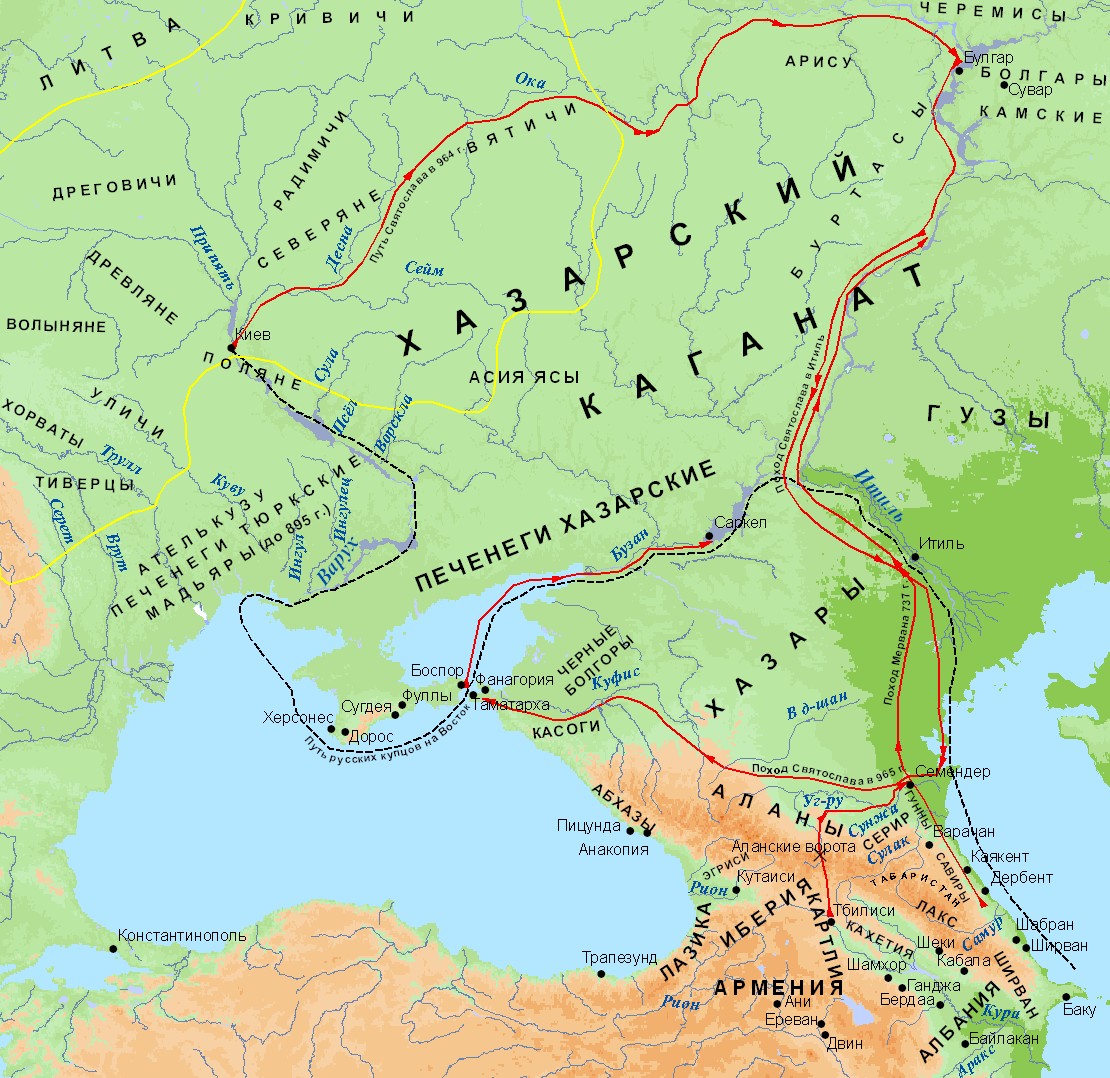 ЧЕРЕМИСЫ
КРИВИЧИ
ЛИТВА
АРИСУ
Булгар
БОЛГАРЫ
Сувар
КАМСКИЕ
Ока
ВЯТИЧИ
РАДИМИЧИ
Путь Святослава в 964 г.
БУРТАСЫ
ДРЕГОВИЧИ
СЕВЕРЯНЕ
Десна
Припять
Сейм
ХАЗАРСКИЙ
КАГАНАТ
ДРЕВЛЯНЕ
ВОЛЫНЯНЕ
Киев
ПОЛЯНЕ
Сула
АСИЯ ЯСЫ
Псёл
Ворскла
Поход Святослава в Итиль
ГУЗЫ
УЛИЧИ
ХОРВАТЫ
Трулл
ТИВЕРЦЫ
Куву
Серет
Врут
АТЕЛЬКУЗУ
ПЕЧЕНЕГИ ТЮРКСКИЕ
МАДЬЯРЫ (до 895 г.)
Ингул
Ингулец
Варух
ПЕЧЕНЕГИ ХАЗАРСКИЕ
Саркел
Бузан
Итиль
Итиль
ХАЗАРЫ
Поход Мервана 737 г.
ЧЕРНЫЕ
БОЛГОРЫ
Куфис
Боспор
Фанагория
Таматарха
Фуллы
Сугдея
Херсонес
Дорос
Путь русских купцов на Восток
КАСОГИ
В д-шан
Поход Святослава в 965 г.
Семендер
АЛАНЫ
Уг-ру
Сунжа
ГУННЫ
САВИРЫ
СЕРИР
Сулак
Варачан
АБХАЗЫ
Пицунда
Анакопия
Аланские ворота
Каякент
Дербент
ТАБАРИСТАН
ЭГРИСИ
Кутаиси
Рион
ЛАКС
ИБЕРИЯ
КАРТЛИ
Тбилиси
КАХЕТИЯ
Самур
Шабран
Ширван
ШИРВАН
ЛАЗИКА
Шеки
Кабала
Шамхор
Ганджа
Бердаа
Константинополь
Трапезунд
Рион
АРМЕНИЯ
Ани
Ереван
Двин
Кура
Баку
АЛБАНИЯ
Байлакан
Аракс